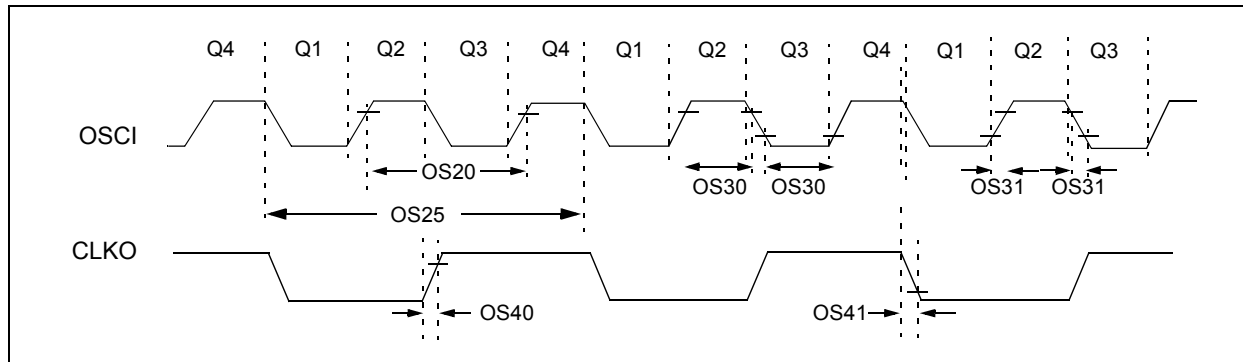 Q4 Q1 Q2 Q3 Q4 Q1 Q2 Q3 Q4 Q1 Q2 Q3
OSCI
OS20
OS30 OS30
OS31 OS31
OS25
CLKO
OS40
OS41